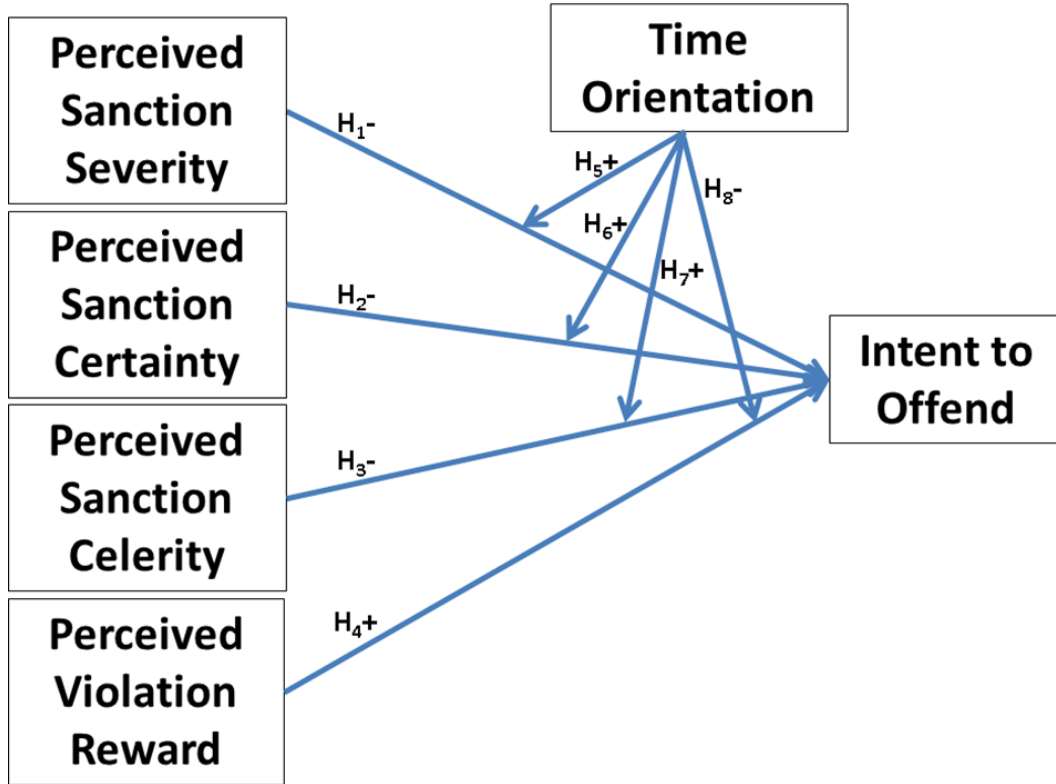 Perceived
Sanction
Severity
Perceived
Sanction
Certainty
Perceived
Sanction
Celerity
Perceived
Violation
Reward
Time
Orientation
Intent to
Offend
H₁-
H₂-
H₃-
H₄+
H₅+
H₆+
H₇+
H₈-